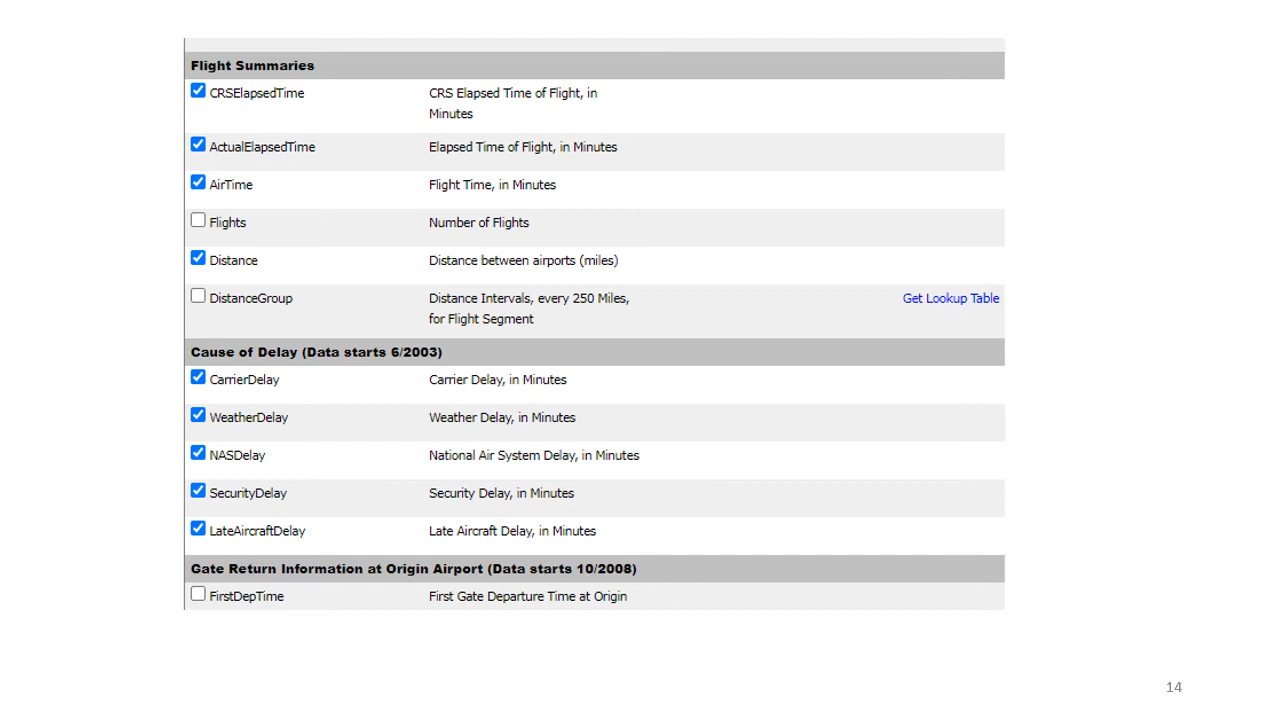 Flight Summaries
CRSElapsedTime CRS Elapsed Time of Flight, in
Minutes
ActualElapsedTime Elapsed Time of Flight, in Minutes
AirTime Flight Time, in Minutes
Flights Number of Flights
Distance Distance between airports (miles)
DistanceGroup Distance Intervals, every 250 Miles, Get Lookup Table
for Flight Segment
Cause of Delay (Data starts 6/2003)
CarrierDelay Carrier Delay, in Minutes
WeatherDelay Weather Delay, in Minutes
NASDelay National Air System Delay, in Minutes
SecurityDelay Security Delay, in Minutes
LateAircraftDelay Late Aircraft Delay, in Minutes
Gate Return Information at Origin Airport (Data starts 10/2008)
FirstDepTime First Gate Departure Time at Origin
14